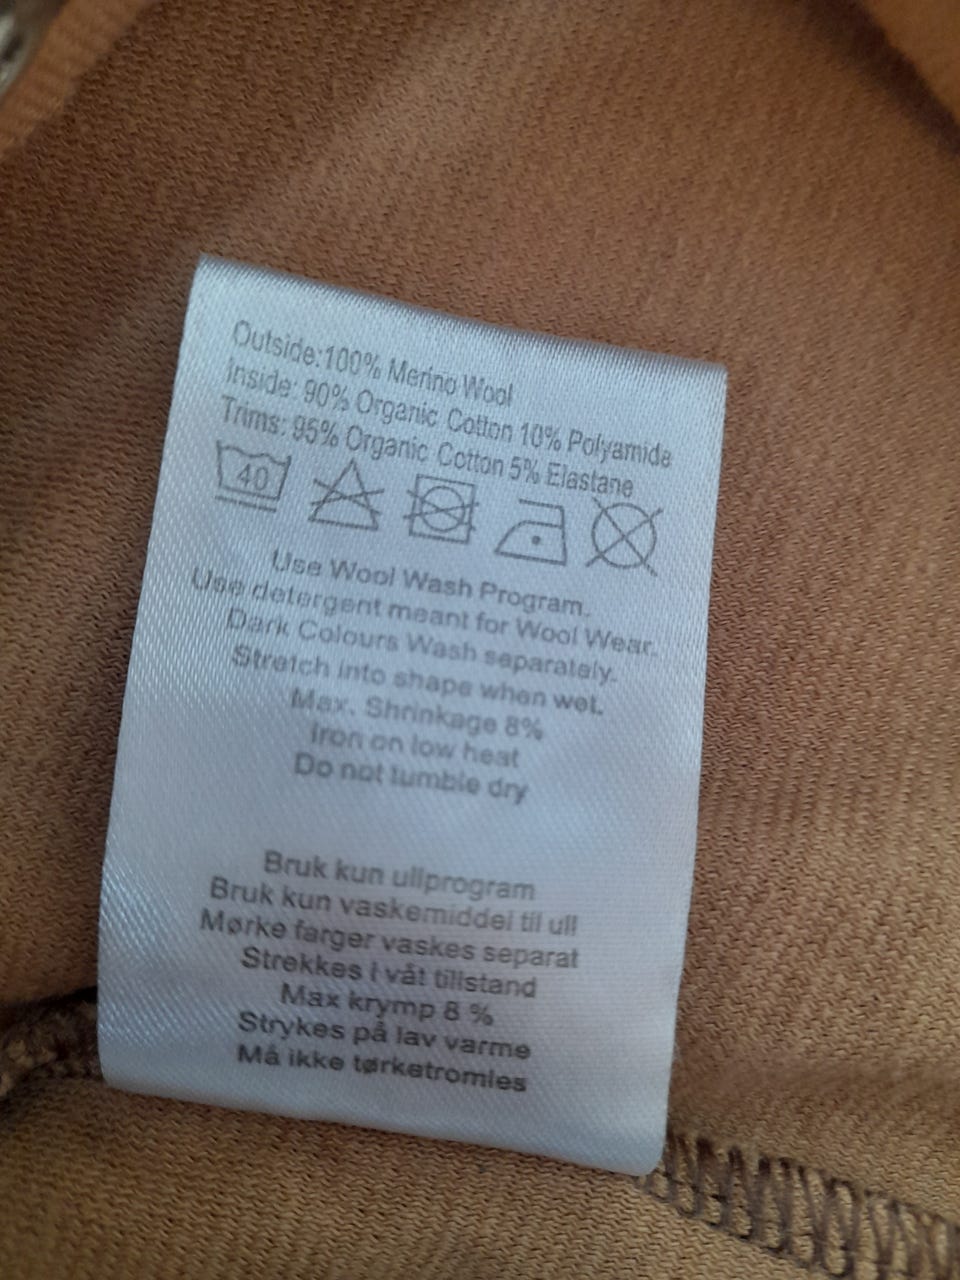 Outside:100% Merino Wool
Inside: 90% Organic Cotton 10% Polyamide
Trims: 95% Organic Cotton 5% Elastane
40
Use Wool Wash Program.
Use detergent meant for Wool Wear.
Dark Colours Wash separately.
Stretch into shape when wet.
Max. Shrinkage 8%
Iron on low heat
Do not tumble dry
Bruk kun ullprogram
Bruk kun vaskemiddel til ull
Mørke farger vaskes separat
Strekkes i våt tillstand
Max krymp 8 %
Strykes på lav varme
Må ikke tørketromles